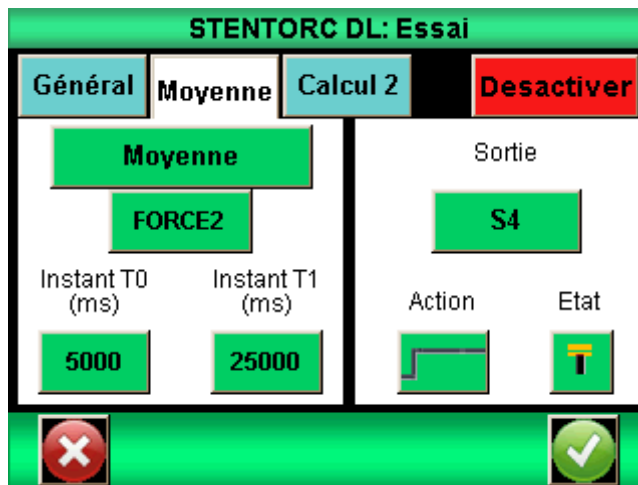 STENTORC DL: Essai
Général
Moyenne
Calcul 2
Desactiver
Moyenne
FORCE2
Instant T0
(ms)
Instant T1
(ms)
5000
25000
Sortie
S4
Action
Etat